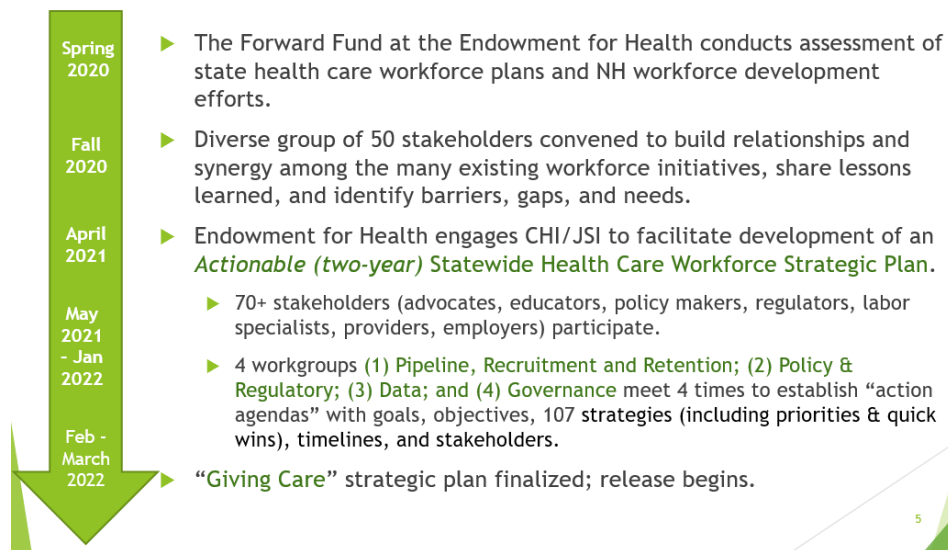 Spring
2020
The Forward Fund at the Endowment for Health conducts assessment of
state health care workforce plans and NH workforce development
efforts.
Fall
2020
Diverse group of 50 stakeholders convened to build relationships and
synergy among the many existing workforce initiatives, share lessons
learned, and identify barriers, gaps, and needs.
April
2021
Endowment for Health engages CHI/JSI to facilitate development of an
Actionable (two-year) Statewide Health Care Workforce Strategic Plan.
May
2021
– Jan
2022
70+ stakeholders (advocates, educators, policy makers, regulators, labor
specialists, providers, employers) participate.
4 workgroups (1) Pipeline, Recruitment and Retention; (2) Policy &
Regulatory; (3) Data; and (4) Governance meet 4 times to establish “action
agendas” with goals, objectives, 107 strategies (including priorities & quick
wins), timelines, and stakeholders.
Feb -
March
2022
“Giving Care” strategic plan finalized; release begins.
5